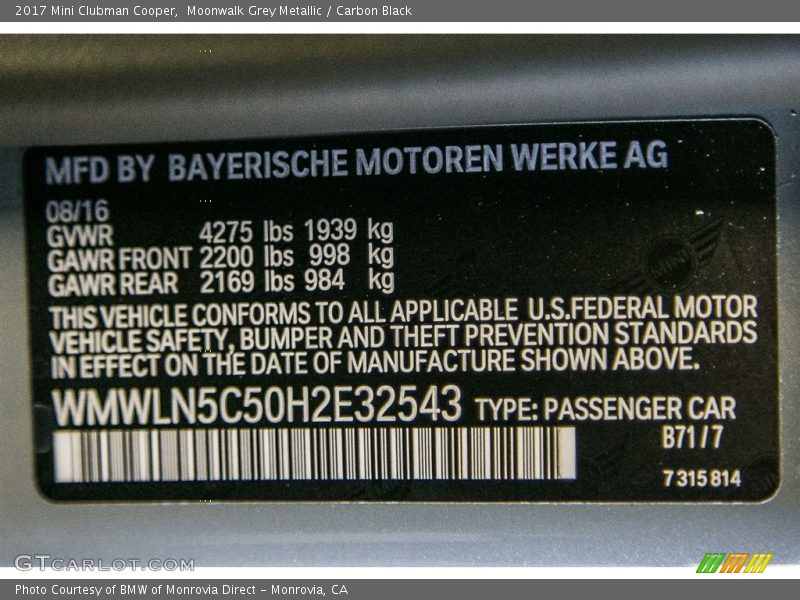 2017 Mini Clubman Cooper, Moonwalk Grey Metallic / Carbon Black
MFD BY BAYERISCHE MOTOREN WERKE AG
08/16
GVWR 4275 lbs 1939 kg
GAWR FRONT 2200 lbs 998 kg
GAWR REAR 2169 lbs 984 kg
MINI
THIS VEHICLE CONFORMS TO ALL APPLICABLE U.S.FEDERAL MOTOR
VEHICLE SAFETY, BUMPER AND THEFT PREVENTION STANDARDS
IN EFFECT ON THE DATE OF MANUFACTURE SHOWN ABOVE.
WMWLN5C50H2E32543 TYPE: PASSENGER CAR
B71/7
7 315 814
GTCARLOT.COM
Photo Courtesy of BMW of Monrovia Direct - Monrovia, CA